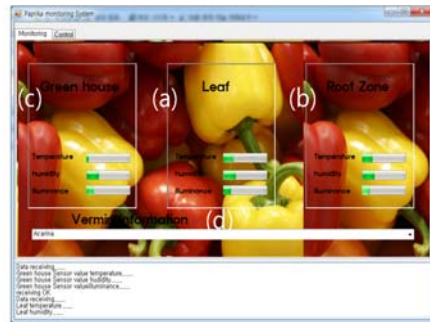 Paprika monitoring System
Monitoring Control
(c) Green house
(a) Leaf
(b) Root Zone
Temperature Temperature Temperature
humidity humidity humidity
illuminance illuminance illuminance
Vermin information (d)
Acarina
Data receiving......
Green house Sensor value temperature......
Green house Sensor value hudility......
Green house Sensor valueilluminance......
receiving OK
Data receiving......
Leaf temperature......
Leaf humidity......